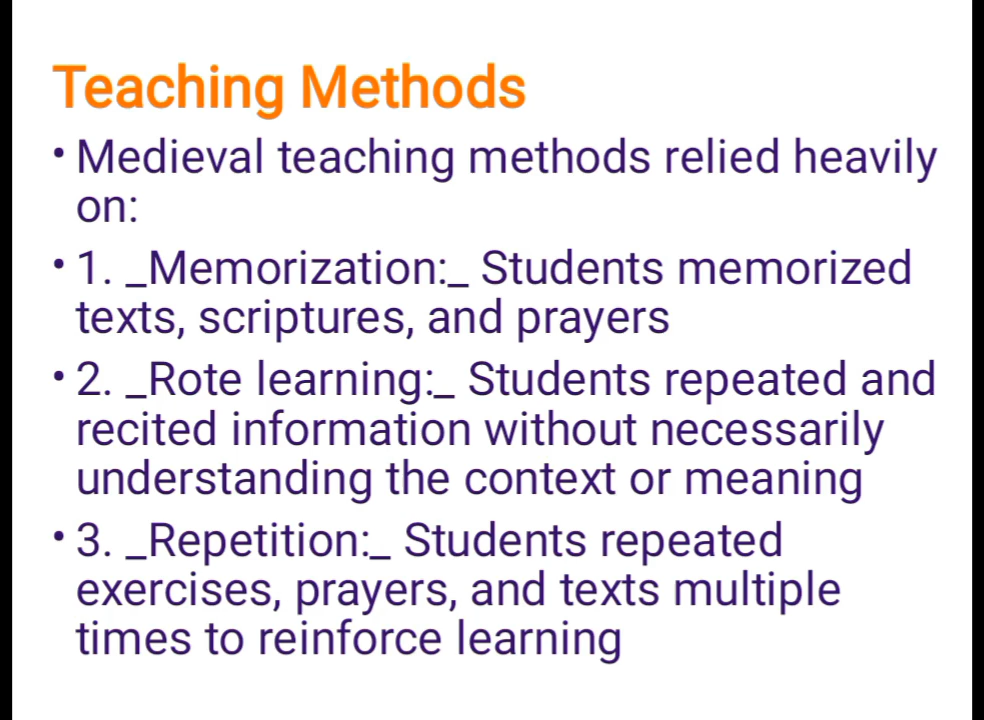 Teaching Methods
• Medieval teaching methods relied heavily
on:
• 1. _Memorization:_ Students memorized
texts, scriptures, and prayers
• 2. _Rote learning:_ Students repeated and
recited information without necessarily
understanding the context or meaning
• 3. _Repetition:_ Students repeated
exercises, prayers, and texts multiple
times to reinforce learning